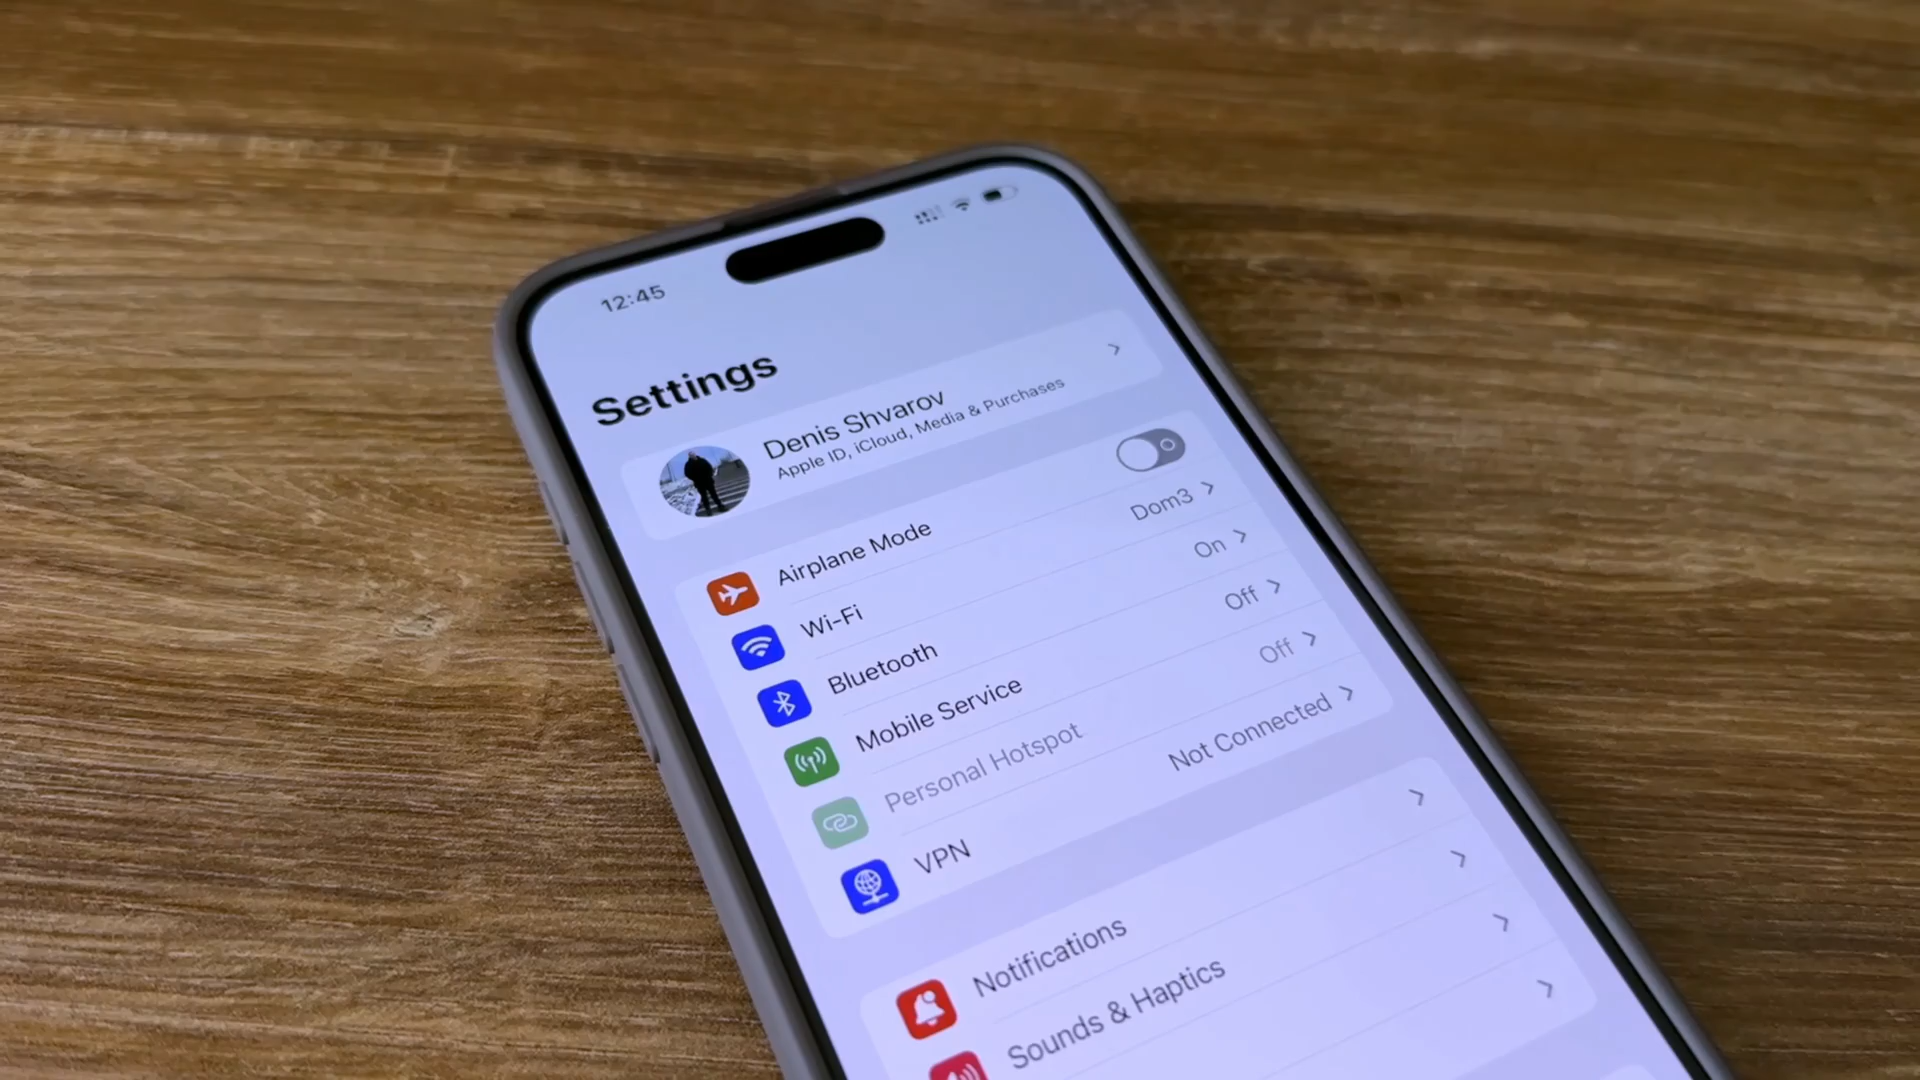 12:45
Settings
Denis Shvarov
Apple ID, iCloud, Media & Purchases
Airplane Mode
Wi-Fi Dom3
Bluetooth On
Mobile Service Off
Personal Hotspot Off
VPN Not Connected
Notifications
Sounds & Haptics